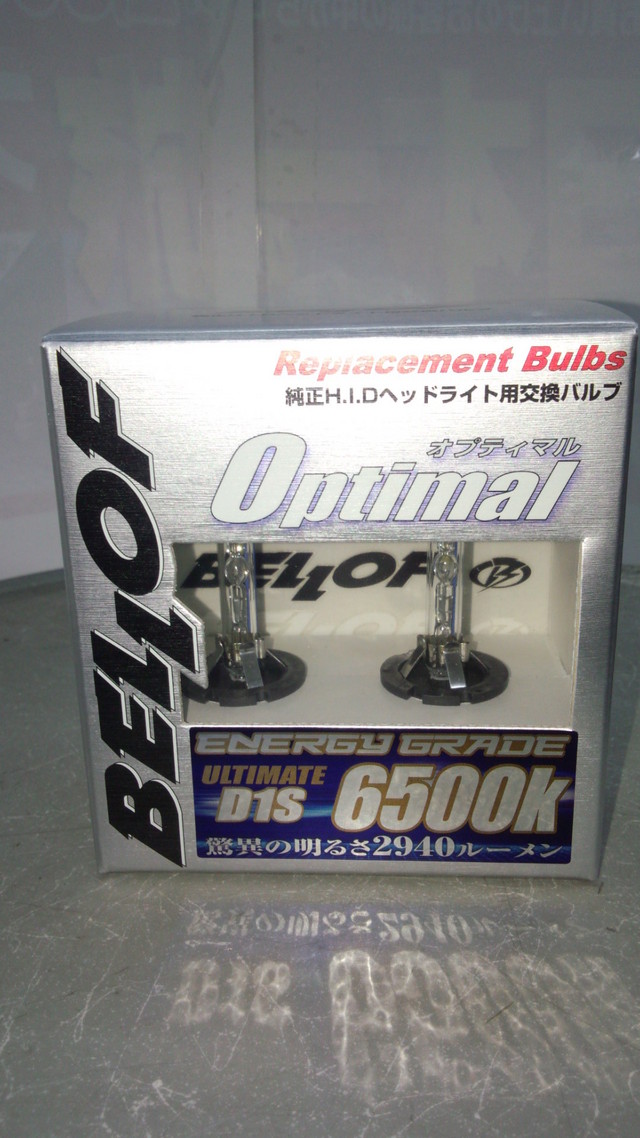 Replacement Bulbs
純正H.I.Dヘッドライト用交換バルブ
オプティマル
Optimal
BELLOF
BELLOF
ENERGY GRADE
ULTIMATE
D1S 6500k
驚異の明るさ2940ルーメン